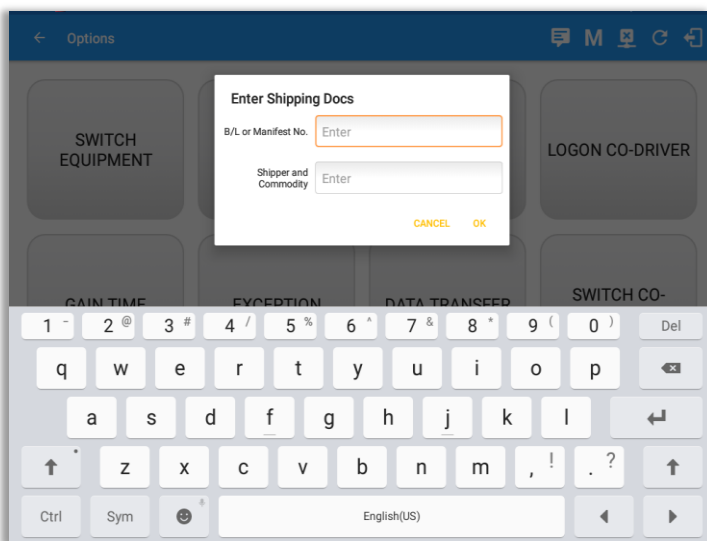 Options
M
SWITCH
EQUIPMENT
LOGON CO-DRIVER
Enter Shipping Docs
B/L or Manifest No.
Enter
Shipper and
Commodity
Enter
CANCEL OK
GAIN TIME
EXCEPTION
DATA TRANSFER
SWITCH CO-
1 - 2 @ 3 # 4 / 5 % 6 ^ 7 & 8 * 9 ( 0 ) Del
q w e r t y u i o p
a s d f g h j k l
z x c v b n m , ! . ?
Ctrl Sym English(US)